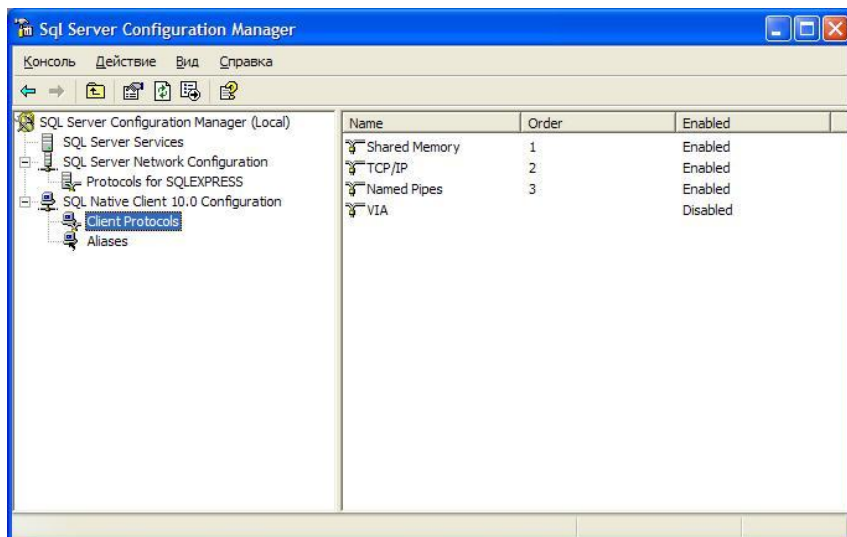 Sql Server Configuration Manager
Консоль Действие Вид Справка
SQL Server Configuration Manager (Local)
SQL Server Services
SQL Server Network Configuration
Protocols for SQLEXPRESS
SQL Native Client 10.0 Configuration
Client Protocols
Aliases
Name Order Enabled
Shared Memory 1 Enabled
TCP/IP 2 Enabled
Named Pipes 3 Enabled
VIA Disabled